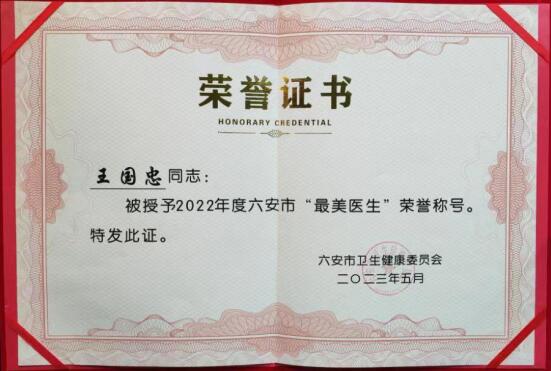 荣誉证书
HONORARY CREDENTIAL
王国忠同志：
被授予2022年度六安市“最美医生”荣誉称号。
特发此证。
六安市卫生健康委员会
二〇二三年五月